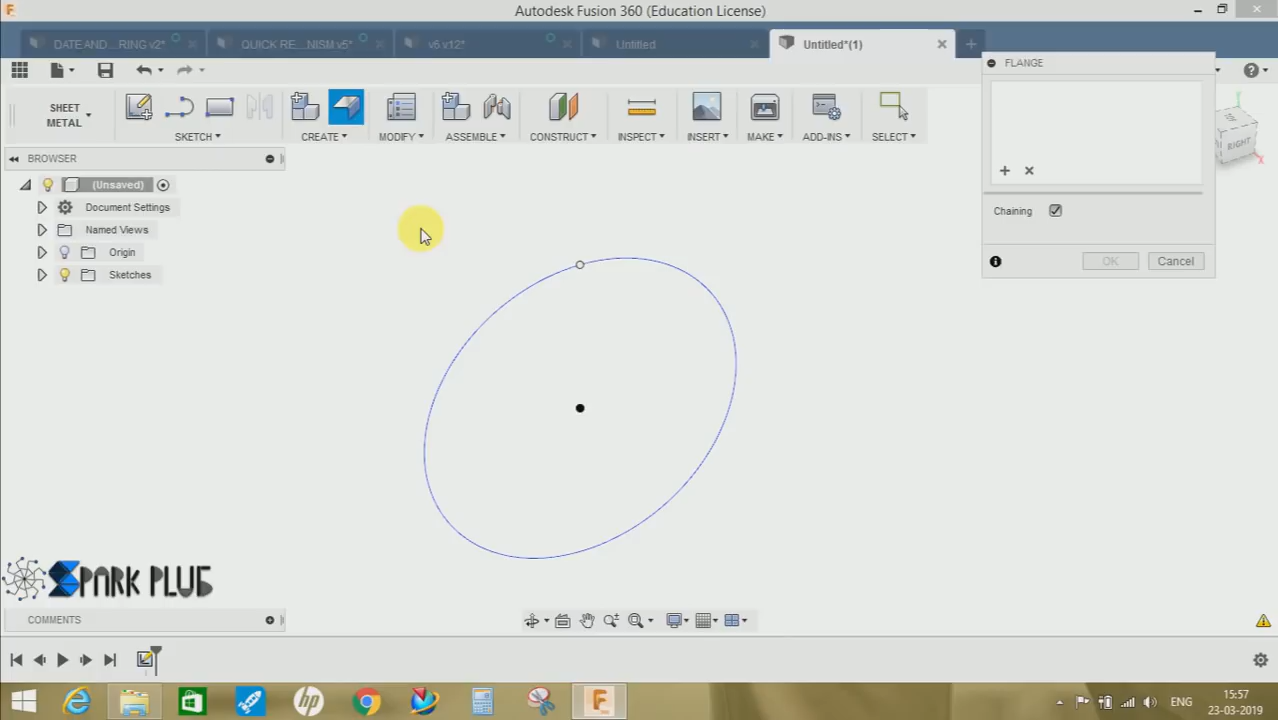 Autodesk Fusion 360 (Education License)
DATE AND....RING v2*
QUICK RE....NISM v5*
v6 v12*
Untitled
Untitled*(1)
FLANGE
SHEET METAL
SKETCH
CREATE
MODIFY
ASSEMBLE
CONSTRUCT
INSPECT
INSERT
MAKE
ADD-INS
SELECT
RIGHT
BROWSER
(Unsaved)
Document Settings
Named Views
Origin
Sketches
Chaining
OK
Cancel
SPARK PLUG
COMMENTS
ENG
15:57
23-03-2019